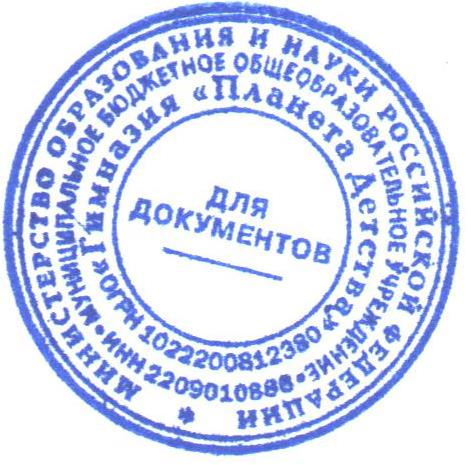 МИНИСТЕРСТВО ОБРАЗОВАНИЯ И НАУКИ РОССИЙСКОЙ ФЕДЕРАЦИИ *
МУНИЦИПАЛЬНОЕ БЮДЖЕТНОЕ ОБЩЕОБРАЗОВАТЕЛЬНОЕ УЧРЕЖДЕНИЕ • ИНН 2209010886 •
«Гимназия «Планета Детства»
ОГРН 1022200812380
ДЛЯ
ДОКУМЕНТОВ